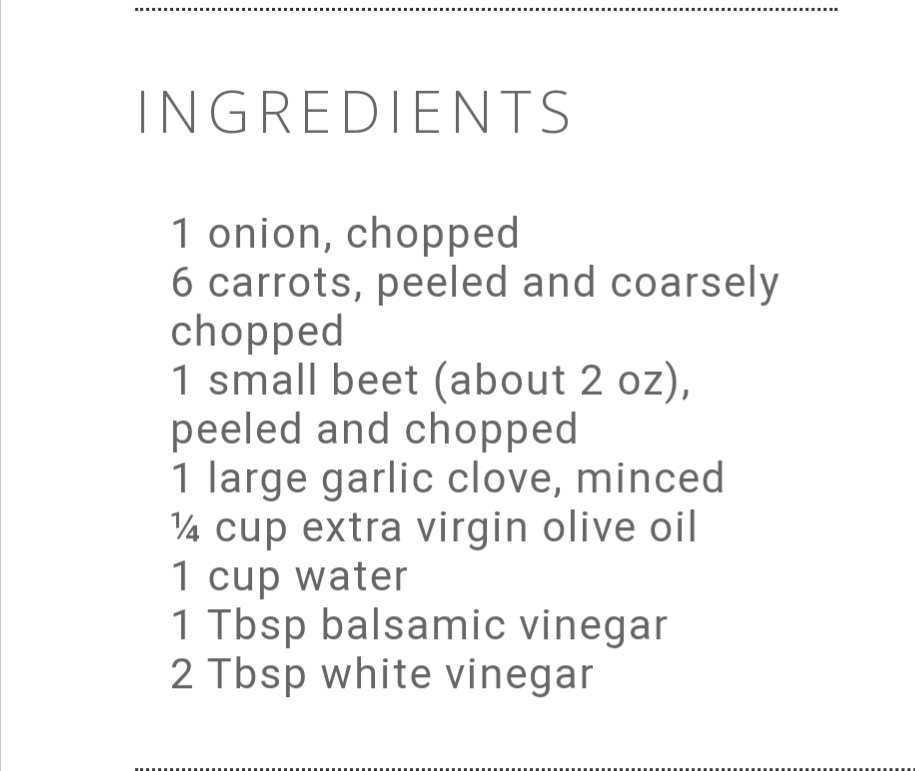 INGREDIENTS
1 onion, chopped
6 carrots, peeled and coarsely
chopped
1 small beet (about 2 oz),
peeled and chopped
1 large garlic clove, minced
¼ cup extra virgin olive oil
1 cup water
1 Tbsp balsamic vinegar
2 Tbsp white vinegar